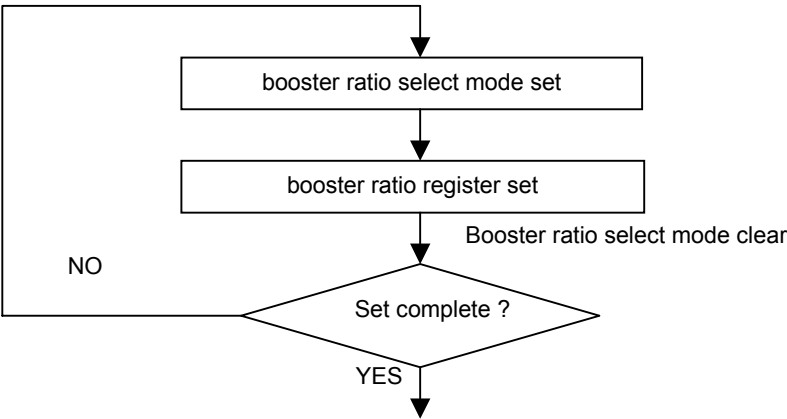 booster ratio select mode set
booster ratio register set
Booster ratio select mode clear
NO
Set complete ?
YES